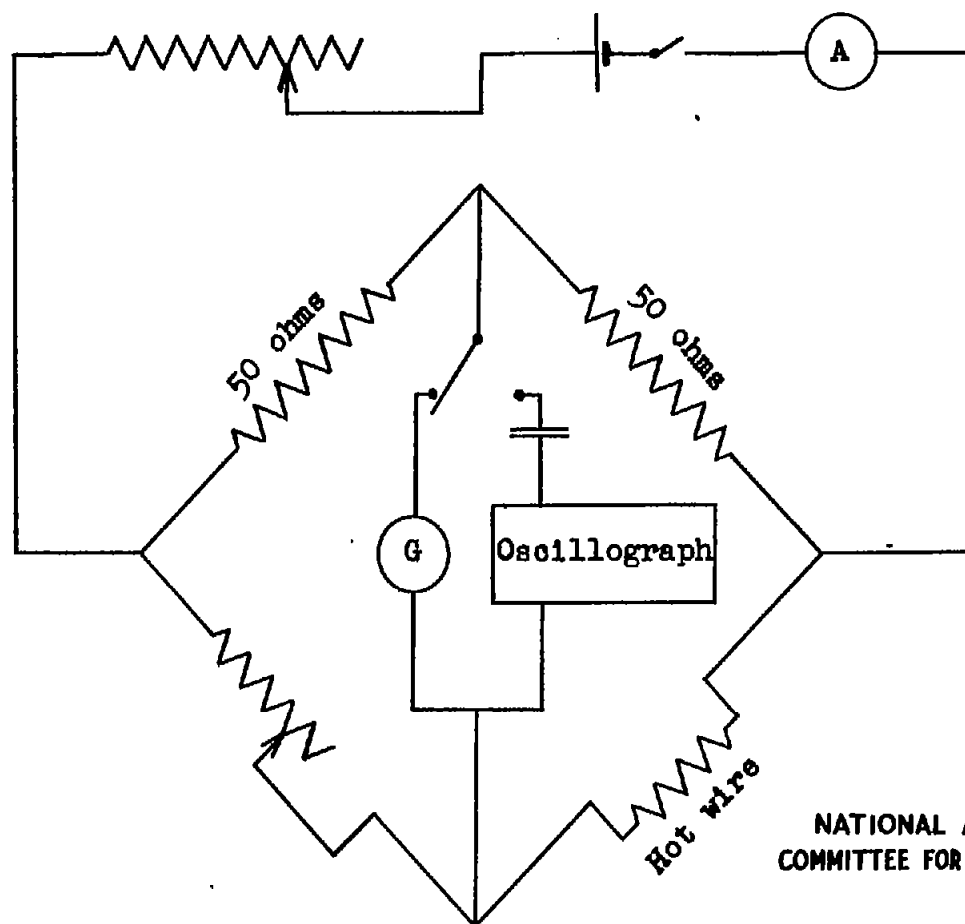 A
50 ohms
50 ohms
G
Oscillograph
Hot wire
NATIONAL A
COMMITTEE FOR